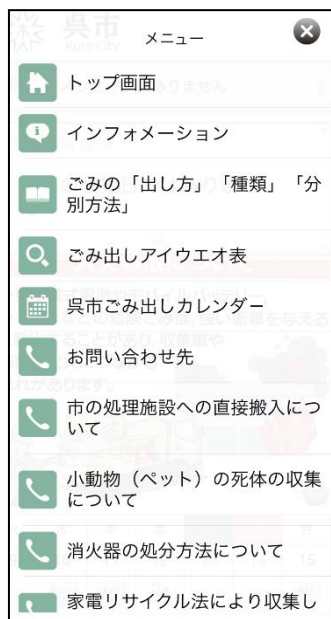 呉市
Kure City
メニュー
トップ画面
インフォメーション
ごみの「出し方」「種類」「分
別方法」
ごみ出しアイウエオ表
呉市ごみ出しカレンダー
お問い合わせ先
市の処理施設への直接搬入につ
いて
小動物（ペット）の死体の収集
について
消火器の処分方法について
15
家電リサイクル法により収集し